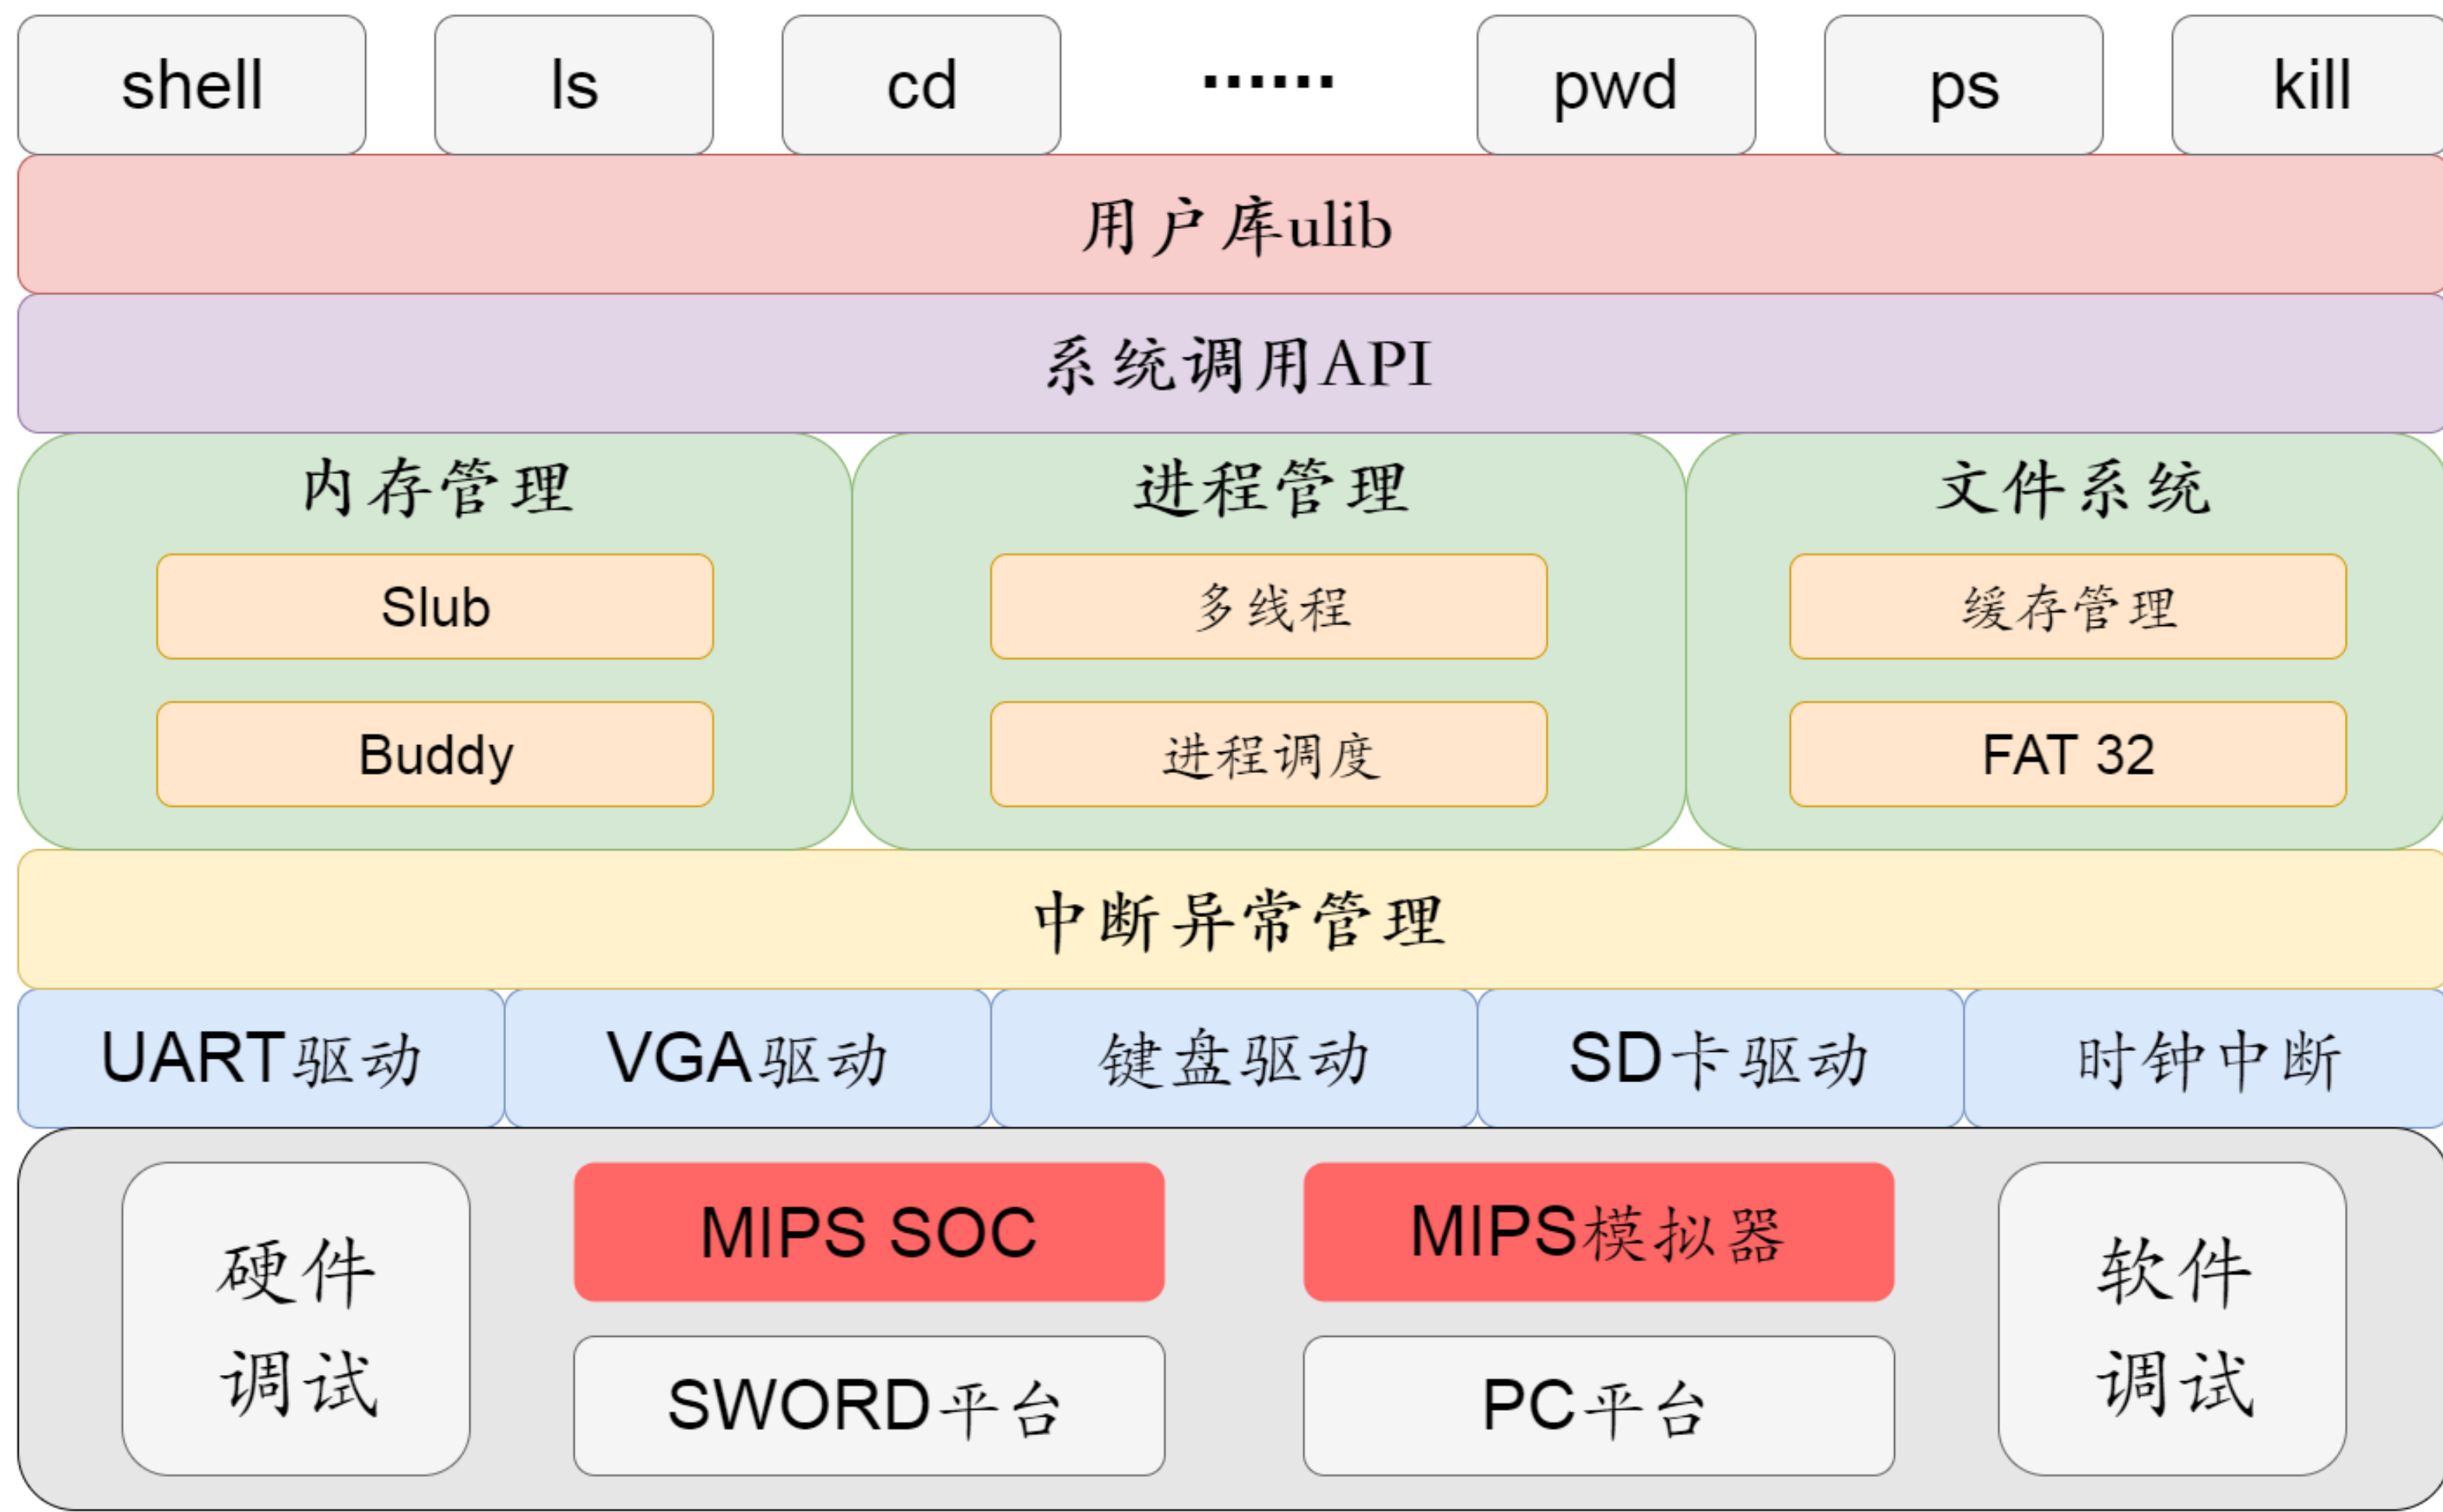 shell ls cd ...... pwd ps kill
用户库ulib
系统调用API
内存管理 进程管理 文件系统
Slub 多线程 缓存管理
Buddy 进程调度 FAT 32
中断异常管理
UART驱动 VGA驱动 键盘驱动 SD卡驱动 时钟中断
硬件
调试
MIPS SOC MIPS模拟器
SWORD平台 PC平台
软件
调试